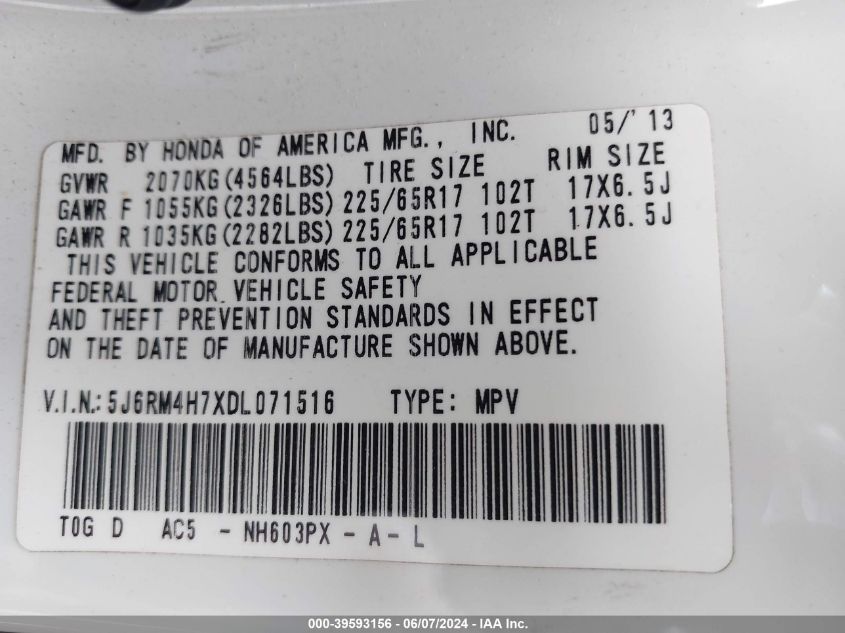 MFD. BY HONDA OF AMERICA MFG., INC. 05/'13
GVWR 2070KG(4564LBS) TIRE SIZE RIM SIZE
GAWR F 1055KG(2326LBS) 225/65R17 102T 17X6.5J
GAWR R 1035KG(2282LBS) 225/65R17 102T 17X6.5J
THIS VEHICLE CONFORMS TO ALL APPLICABLE
FEDERAL MOTOR VEHICLE SAFETY
AND THEFT PREVENTION STANDARDS IN EFFECT
ON THE DATE OF MANUFACTURE SHOWN ABOVE.
V.I.N.: 5J6RM4H7XDL071516 TYPE: MPV
T0G D AC5 - NH603PX - A - L
000-39593156 | 06/07/2024 - IAA Inc.